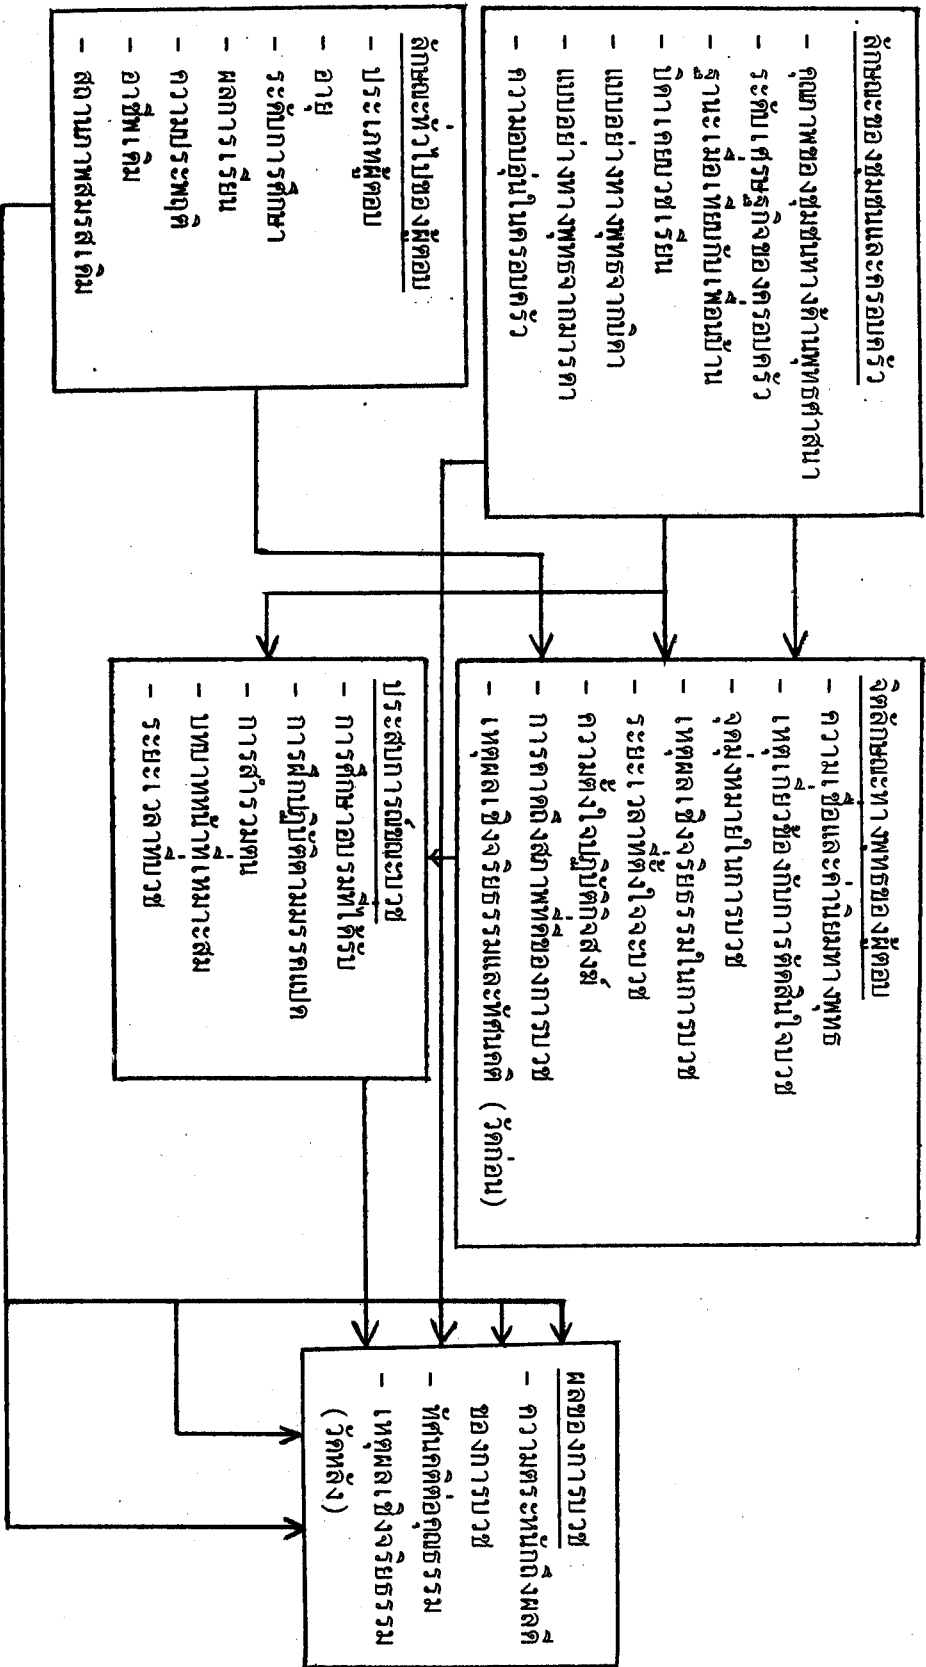 ลักษณะของชุมชนและครอบครัว
- คุณภาพของชุมชนทางด้านพุทธศาสนา
- ระดับเศรษฐกิจของครอบครัว
- ฐานะเมื่อเทียบกับเพื่อนบ้าน
- บิดาเคยบวชเรียน
- แบบอย่างทางพุทธจากบิดา
- แบบอย่างทางพุทธจากมารดา
- ความอบอุ่นในครอบครัว
ลักษณะทั่วไปของผู้ตอบ
- ประเภทผู้ตอบ
- อายุ
- ระดับการศึกษา
- ผลการเรียน
- ความประพฤติ
- อาชีพเดิม
- สถานภาพสมรสเดิม
จิตลักษณะทางพุทธของผู้ตอบ
- ความเชื่อและค่านิยมทางพุทธ
- เหตุเกี่ยวข้องกับการตัดสินใจบวช
- จุดมุ่งหมายในการบวช
- เหตุผลเชิงจริยธรรมในการบวช
- ระยะเวลาที่ตั้งใจจะบวช
- ความตั้งใจปฏิบัติกิจสงฆ์
- การคาดถึงสภาพที่ดีของการบวช
- เหตุผลเชิงจริยธรรมและทัศนคติ (วัดก่อน)
ประสบการณ์ขณะบวช
- การศึกษาอบรมที่ได้รับ
- การฝึกปฏิบัติตามมรรคแปด
- การสำรวมตน
- บทบาทหน้าที่เหมาะสม
- ระยะเวลาที่บวช
ผลของการบวช
- ความตระหนักถึงผลดี
ของการบวช
- ทัศนคติต่อคุณธรรม
- เหตุผลเชิงจริยธรรม
(วัดหลัง)